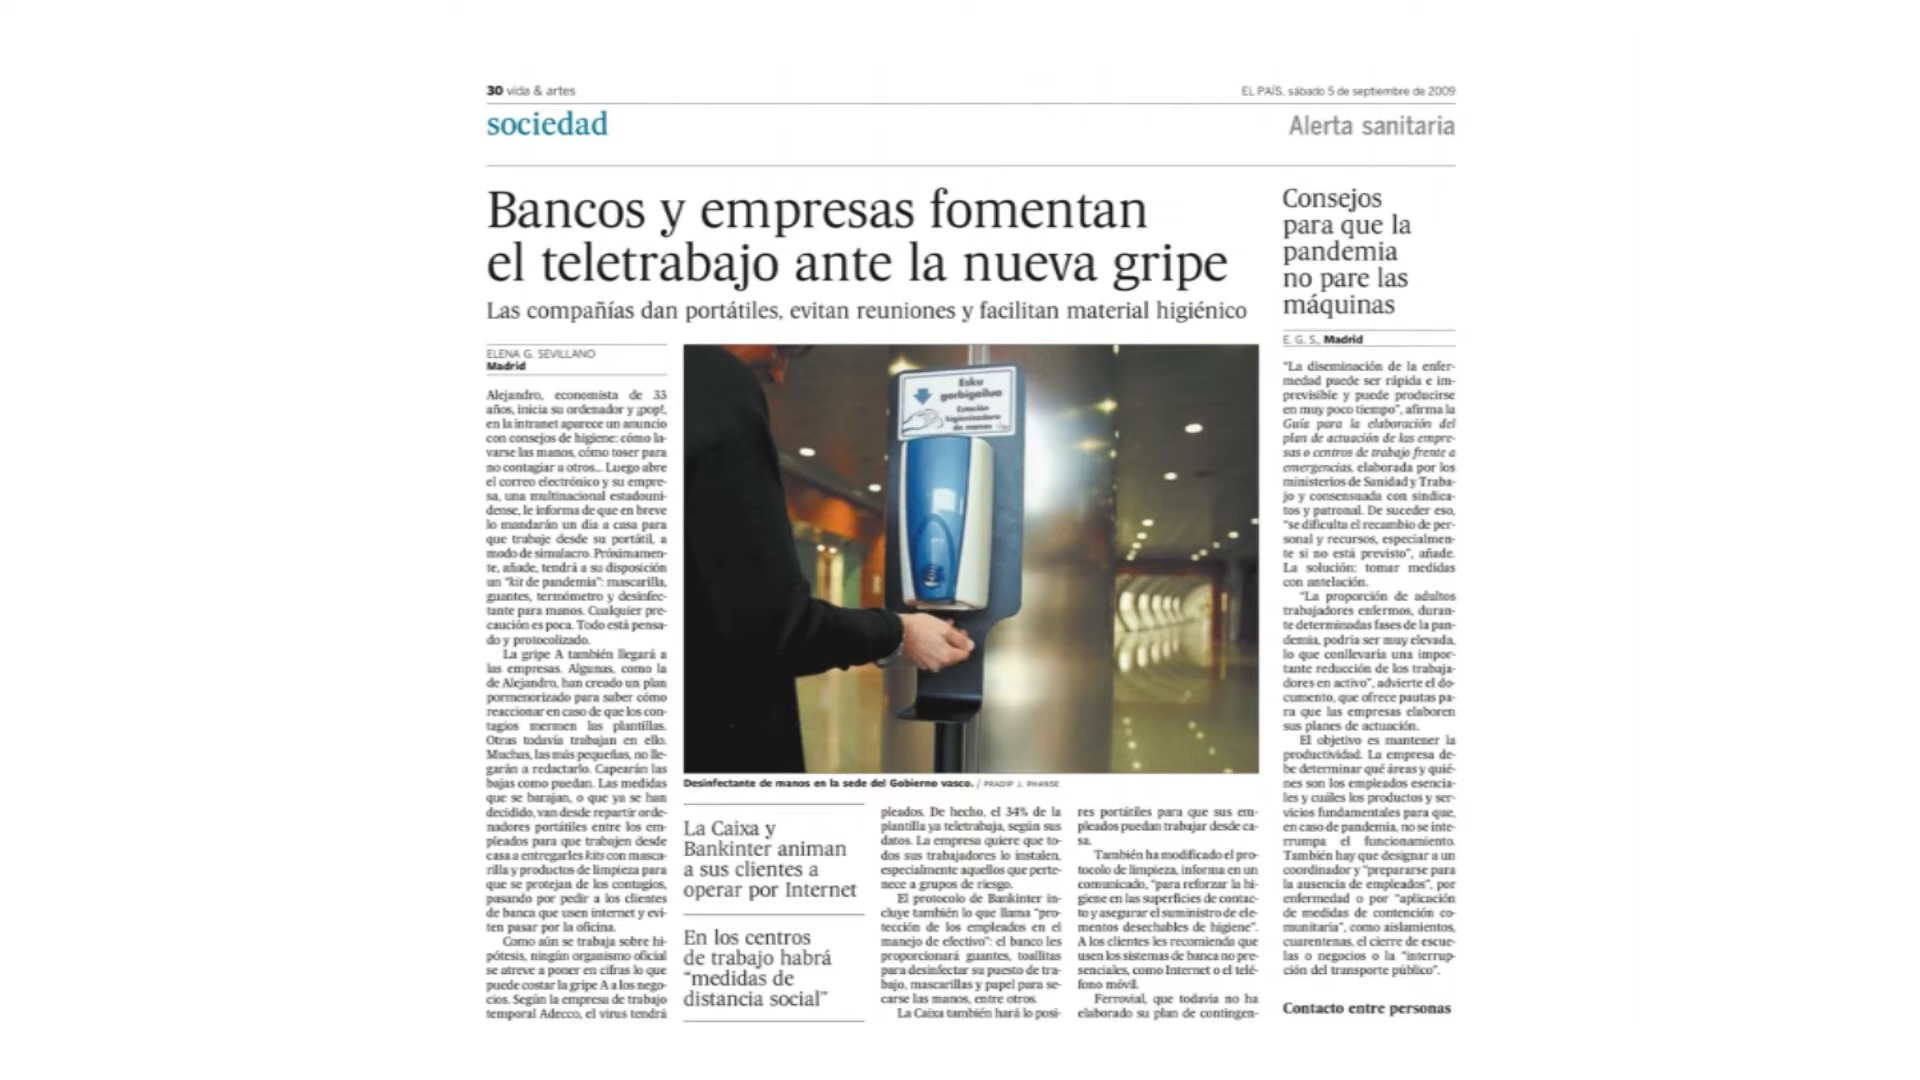 30 vida & artes
EL PAÍS, sábado 5 de septiembre de 2009
sociedad
Alerta sanitaria
Bancos y empresas fomentan
el teletrabajo ante la nueva gripe
Las compañías dan portátiles, evitan reuniones y facilitan material higiénico
ELENA G. SEVILLANO
Madrid
Alejandro, economista de 33
años, inicia su ordenador y ¡pop!,
en la intranet aparece un anuncio
con consejos de higiene: cómo la-
varse las manos, cómo toser para
no contagiar a otros... Luego abre
el correo electrónico y su empre-
sa, una multinacional estadouni-
dense, le informa de que en breve
lo mandarán un día a casa para
que trabaje desde su portátil, a
modo de simulacro. Próximamen-
te, añade, tendrá a su disposición
un "kit de pandemia": mascarilla,
guantes, termómetro y desinfec-
tante para manos. Cualquier pre-
caución es poca. Todo está pensa-
do y protocolizado.
La gripe A también llegará a
las empresas. Algunas, como la
de Alejandro, han creado un plan
pormenorizado para saber cómo
reaccionar en caso de que los con-
tagios mermen las plantillas.
Otras todavía trabajan en ello.
Muchas, las más pequeñas, no lle-
garán a redactarlo. Capearán las
bajas como puedan. Las medidas
que se barajan, o que ya se han
decidido, van desde repartir orde-
nadores portátiles entre los em-
pleados para que trabajen desde
casa a entregarles kits con masca-
rilla y productos de limpieza para
que se protejan de los contagios,
pasando por pedir a los clientes
de banca que usen internet y evi-
ten pasar por la oficina.
Como aún se trabaja sobre hi-
pótesis, ningún organismo oficial
se atreve a poner en cifras lo que
puede costar la gripe A a los nego-
cios. Según la empresa de trabajo
temporal Adecco, el virus tendrá
Esku
garbigailua
Estación
higienizadora
de manos
Desinfectante de manos en la sede del Gobierno vasco. / PRADIP J. PHANSE
La Caixa y
Bankinter animan
a sus clientes a
operar por Internet
En los centros
de trabajo habrá
"medidas de
distancia social"
pleados. De hecho, el 34% de la
plantilla ya teletrabaja, según sus
datos. La empresa quiere que to-
dos sus trabajadores lo instalen,
especialmente aquellos que perte-
nece a grupos de riesgo.
El protocolo de Bankinter in-
cluye también lo que llama "pro-
tección de los empleados en el
manejo de efectivo": el banco les
proporcionará guantes, toallitas
para desinfectar su puesto de tra-
bajo, mascarillas y papel para se-
carse las manos, entre otros.
La Caixa también hará lo posi-
res portátiles para que sus em-
pleados puedan trabajar desde ca-
sa.
También ha modificado el pro-
tocolo de limpieza, informa en un
comunicado, "para reforzar la hi-
giene en las superficies de contac-
to y asegurar el suministro de ele-
mentos desechables de higiene".
A los clientes les recomienda que
usen los sistemas de banca no pre-
senciales, como Internet o el telé-
fono móvil.
Ferrovial, que todavía no ha
elaborado su plan de contingen-
Consejos
para que la
pandemia
no pare las
máquinas
E. G. S., Madrid
"La diseminación de la enfer-
medad puede ser rápida e im-
previsible y puede producirse
en muy poco tiempo", afirma la
Guía para la elaboración del
plan de actuación de las empre-
sas o centros de trabajo frente a
emergencias, elaborada por los
ministerios de Sanidad y Traba-
jo y consensuada con sindica-
tos y patronal. De suceder eso,
"se dificulta el recambio de per-
sonal y recursos, especialmen-
te si no está previsto", añade.
La solución: tomar medidas
con antelación.
"La proporción de adultos
trabajadores enfermos, duran-
te determinadas fases de la pan-
demia, podría ser muy elevada,
lo que conllevaría una impor-
tante reducción de los trabaja-
dores en activo", advierte el do-
cumento, que ofrece pautas pa-
ra que las empresas elaboren
sus planes de actuación.
El objetivo es mantener la
productividad. La empresa de-
be determinar qué áreas y quié-
nes son los empleados esencia-
les y cuáles los productos y ser-
vicios fundamentales para que,
en caso de pandemia, no se inte-
rrumpa el funcionamiento.
También hay que designar a un
coordinador y "prepararse para
la ausencia de empleados", por
enfermedad o por "aplicación
de medidas de contención co-
munitaria", como aislamientos,
cuarentenas, el cierre de escue-
las o negocios o la "interrup-
ción del transporte público".
Contacto entre personas